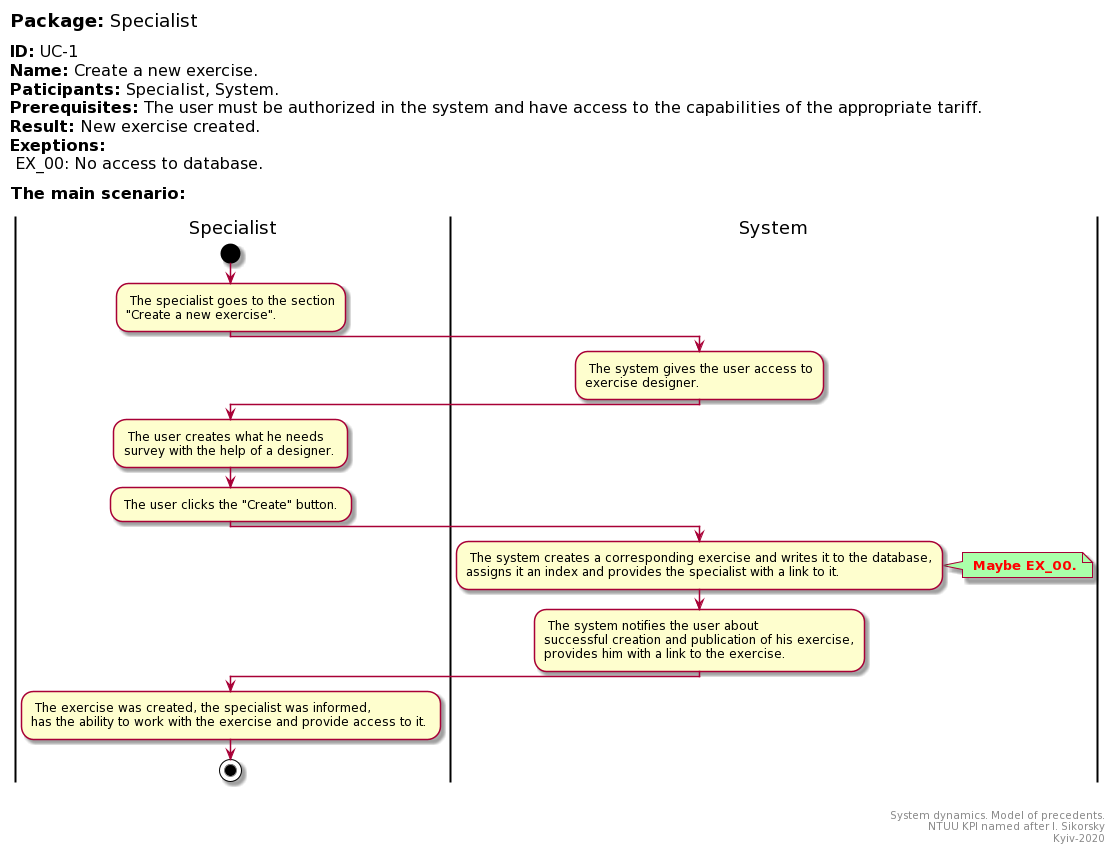 Package: Specialist
ID: UC-1
Name: Create a new exercise.
Paticipants: Specialist, System.
Prerequisites: The user must be authorized in the system and have access to the capabilities of the appropriate tariff.
Result: New exercise created.
Exeptions:
EX_00: No access to database.
The main scenario:
Specialist
System
The specialist goes to the section
"Create a new exercise".
The system gives the user access to
exercise designer.
The user creates what he needs
survey with the help of a designer.
The user clicks the "Create" button.
The system creates a corresponding exercise and writes it to the database,
assigns it an index and provides the specialist with a link to it.
Maybe EX_00.
The system notifies the user about
successful creation and publication of his exercise,
provides him with a link to the exercise.
The exercise was created, the specialist was informed,
has the ability to work with the exercise and provide access to it.
System dynamics. Model of precedents.
NTUU KPI named after I. Sikorsky
Kyiv-2020